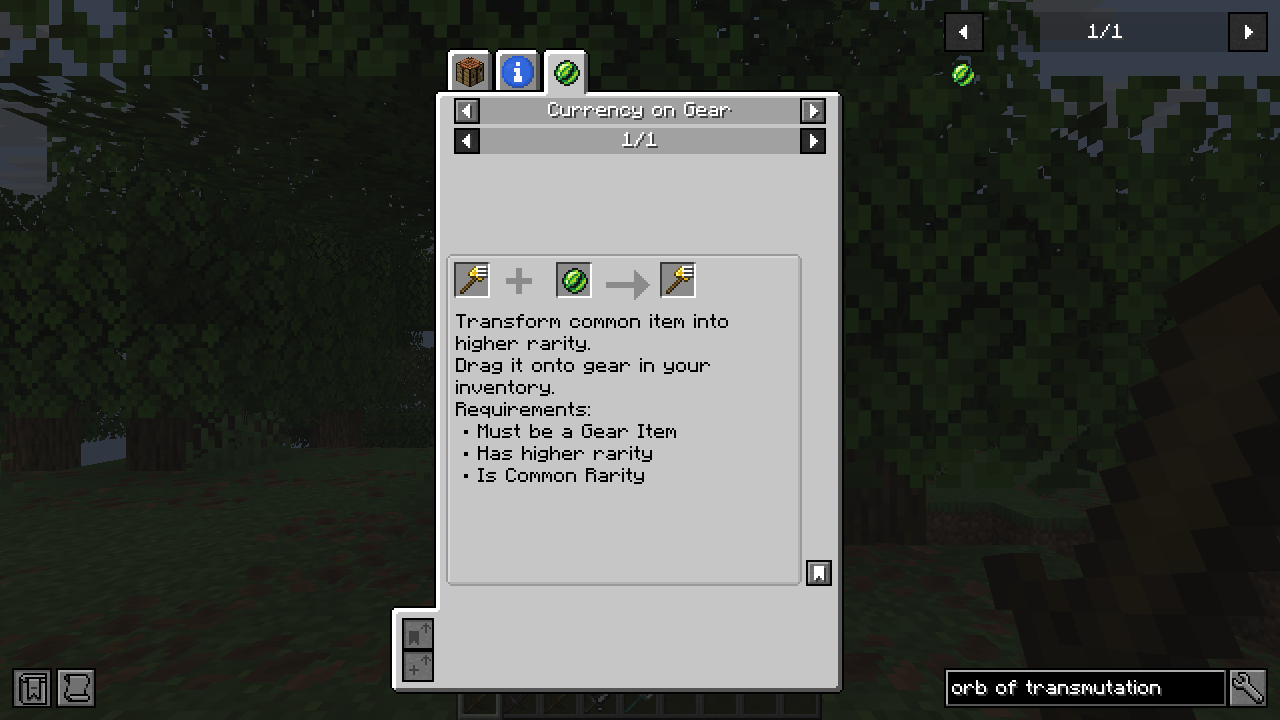 1/1
Currency on Gear
1/1
Transform common item into
higher rarity.
Drag it onto gear in your
inventory.
Requirements:
• Must be a Gear Item
• Has higher rarity
• Is Common Rarity
orb of transmutation